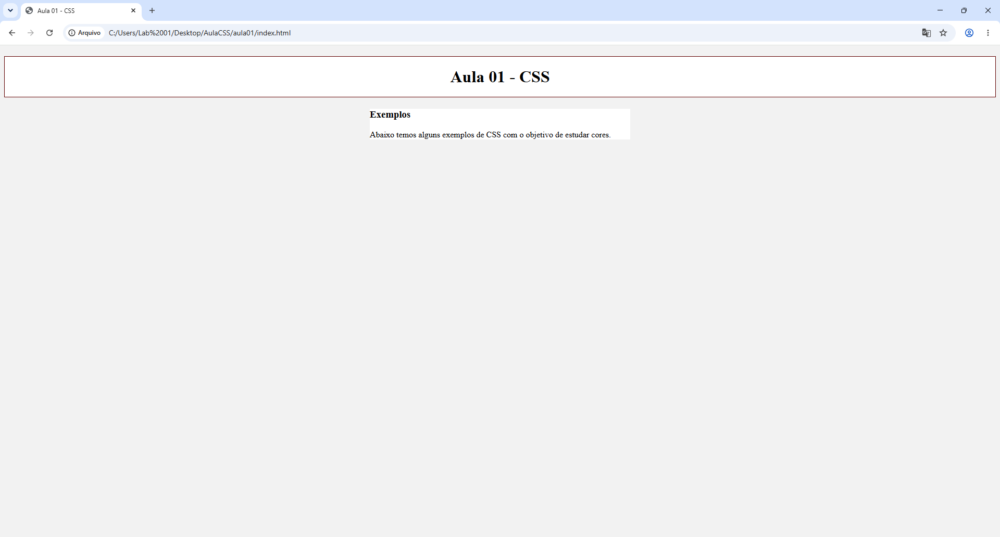 Aula 01 - CSS
Arquivo C:/Users/Lab%2001/Desktop/AulaCSS/aula01/index.html
Aula 01 - CSS
Exemplos
Abaixo temos alguns exemplos de CSS com o objetivo de estudar cores.